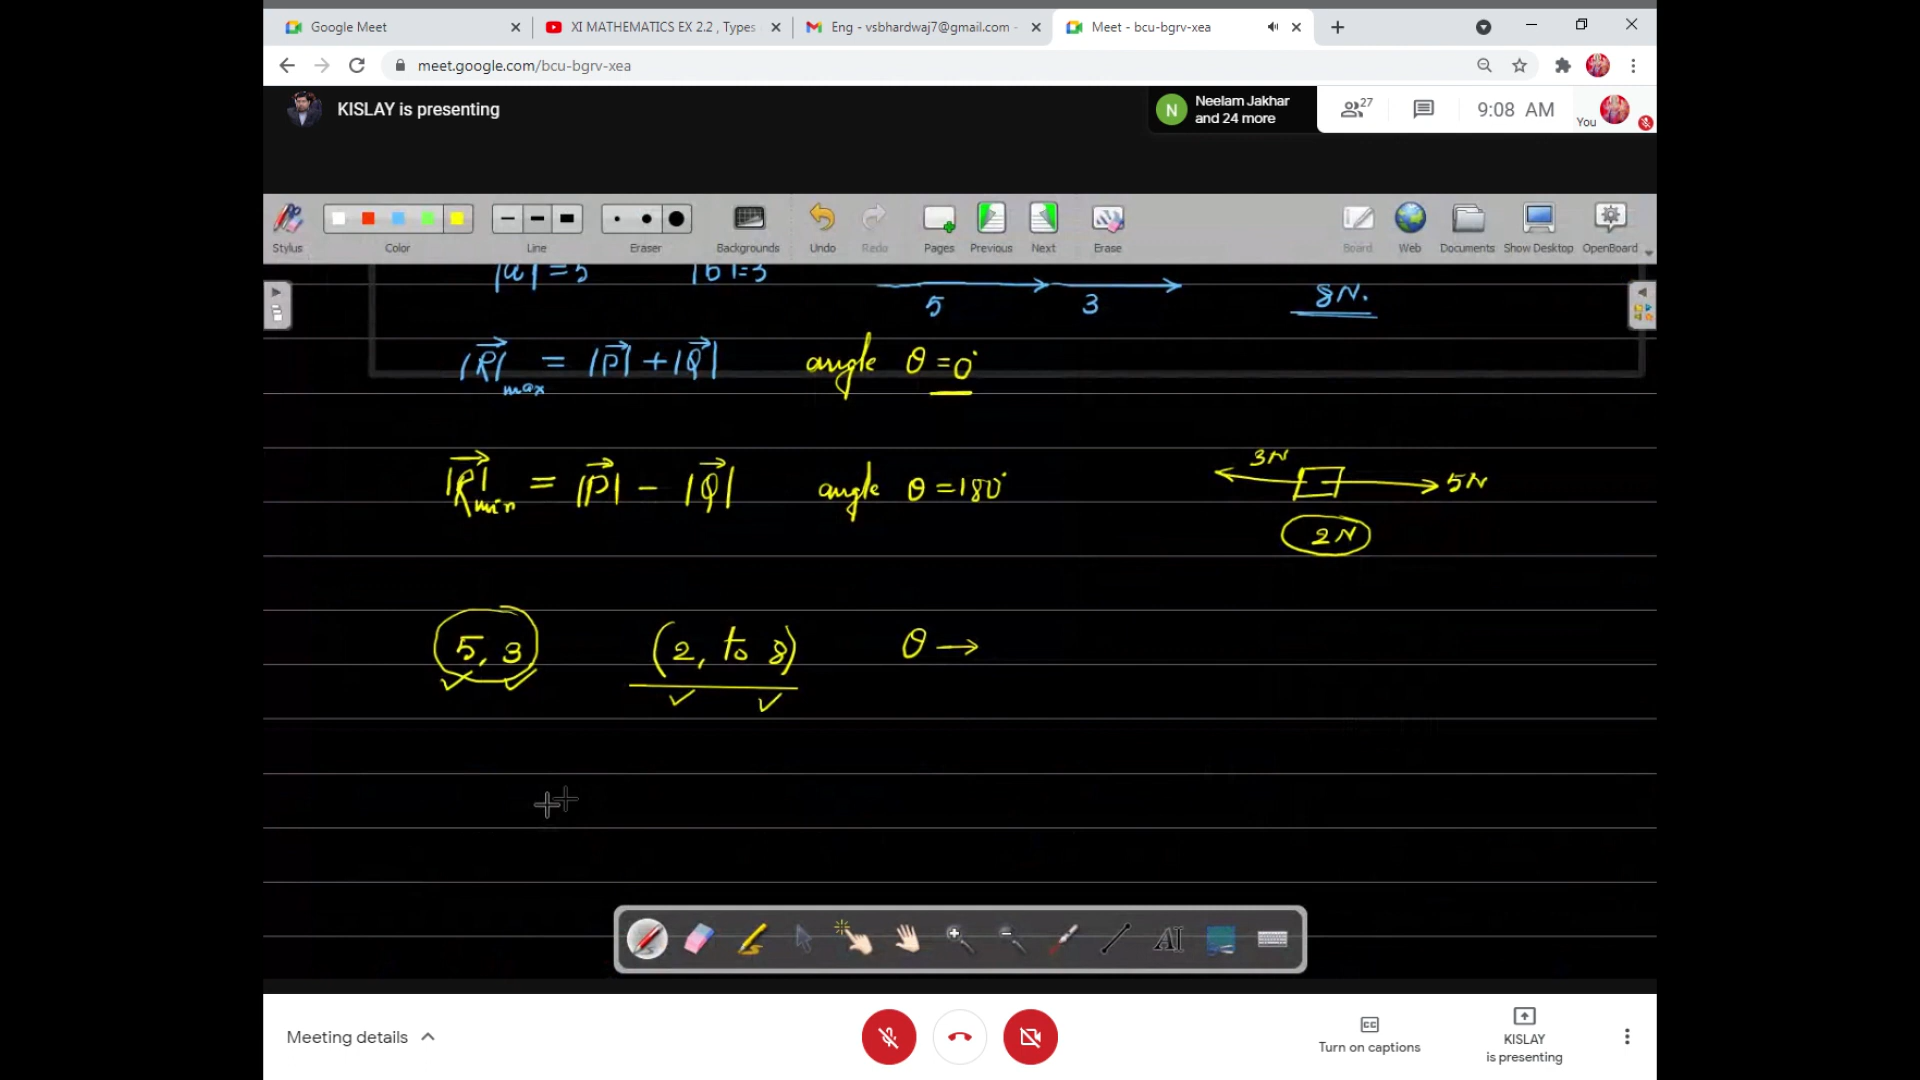 Google Meet
XI MATHEMATICS EX 2.2 , Types
Eng - vsbhardwaj7@gmail.com -
Meet - bcu-bgrv-xea
meet.google.com/bcu-bgrv-xea
KISLAY is presenting
N
Neelam Jakhar
and 24 more
27
9:08 AM
You
Stylus
Color
Line
Eraser
Backgrounds
Undo
Redo
Pages
Previous
Next
Erase
Board
Web
Documents
Show Desktop
OpenBoard
|a| = 5 |b| = 3
5 3 8N.
|R⃗|max = |P⃗| + |Q⃗| angle θ = 0°
|R⃗|min = |P⃗| - |Q⃗| angle θ = 180°
3N 5N
2N
5, 3 (2, to 8) θ →
Meeting details
Turn on captions
KISLAY
is presenting